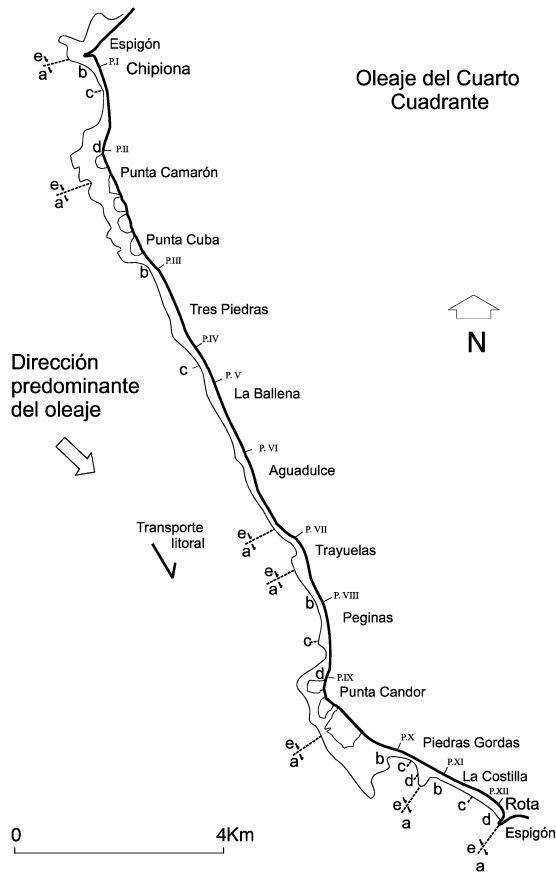 Espigón
P.I
Chipiona
e
a
b
c
Oleaje del Cuarto
Cuadrante
d
P.II
Punta Camarón
e
a
Punta Cuba
P.III
b
Tres Piedras
N
P.IV
c
P. V
Dirección
predominante
del oleaje
La Ballena
P. VI
Aguadulce
Transporte
litoral
P. VII
e
a
Trayuelas
e
a
P. VIII
b
Peginas
c
P.IX
d
Punta Candor
e
a
P.X
Piedras Gordas
b
c
P.XI
La Costilla
d
b
e
a
P.XII
c
Rota
d
Espigón
e
a
0
4Km